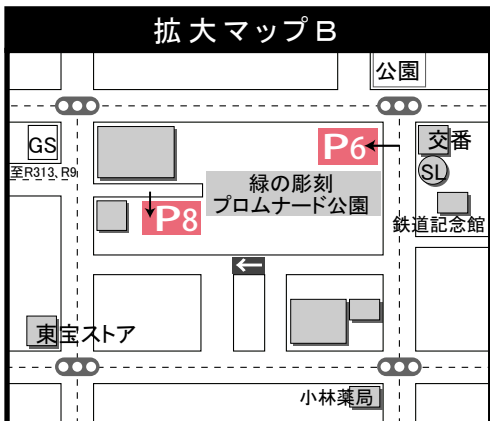 拡大マップB
公園
GS
至R313、R9
P6
交番
SL
緑の彫刻
プロムナード公園
P8
鉄道記念館
東宝ストア
小林薬局